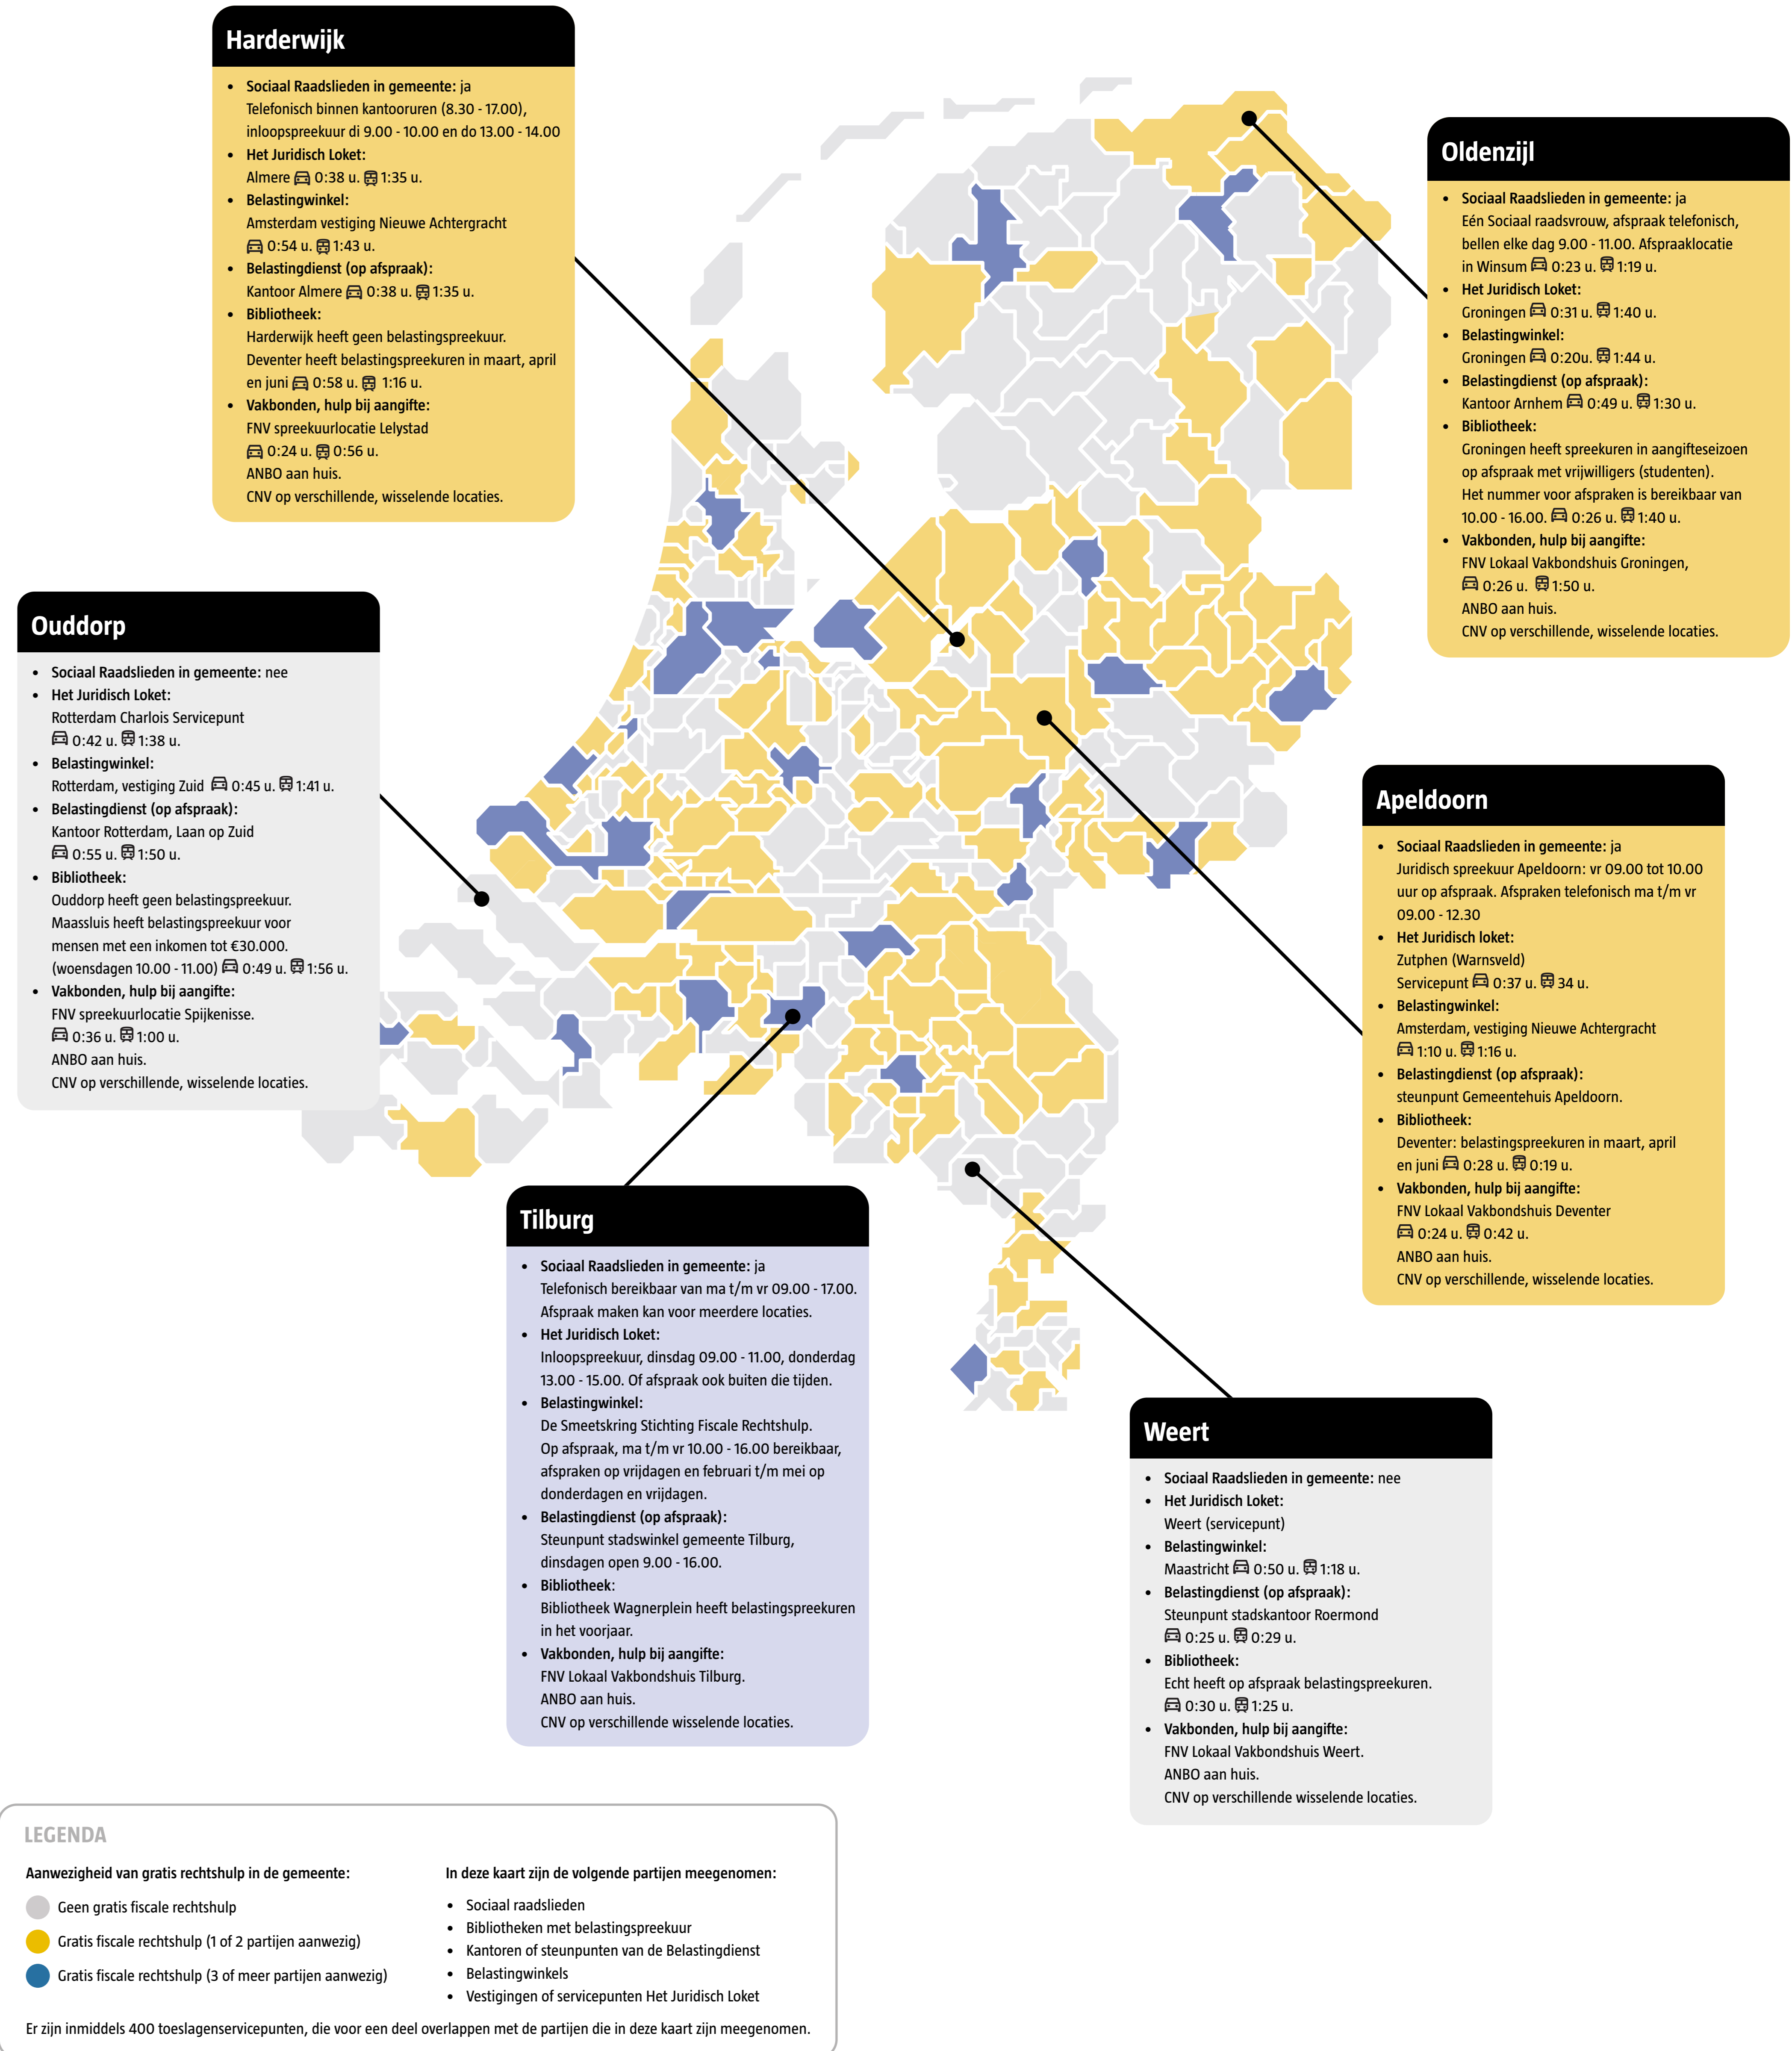 Harderwijk
• Sociaal Raadslieden in gemeente: ja
Telefonisch binnen kantooruren (8.30 - 17.00),
inloopspreekuur di 9.00 - 10.00 en do 13.00 - 14.00
• Het Juridisch Loket:
Almere 0:38 u. 1:35 u.
• Belastingwinkel:
Amsterdam vestiging Nieuwe Achtergracht
0:54 u. 1:43 u.
• Belastingdienst (op afspraak):
Kantoor Almere 0:38 u. 1:35 u.
• Bibliotheek:
Harderwijk heeft geen belastingspreekuur.
Deventer heeft belastingspreekuren in maart, april
en juni 0:58 u. 1:16 u.
• Vakbonden, hulp bij aangifte:
FNV spreekuurlocatie Lelystad
0:24 u. 0:56 u.
ANBO aan huis.
CNV op verschillende, wisselende locaties.
Oldenzijl
• Sociaal Raadslieden in gemeente: ja
Eén Sociaal raadsvrouw, afspraak telefonisch,
bellen elke dag 9.00 - 11.00. Afspraaklocatie
in Winsum 0:23 u. 1:19 u.
• Het Juridisch Loket:
Groningen 0:31 u. 1:40 u.
• Belastingwinkel:
Groningen 0:20u. 1:44 u.
• Belastingdienst (op afspraak):
Kantoor Arnhem 0:49 u. 1:30 u.
• Bibliotheek:
Groningen heeft spreekuren in aangifteseizoen
op afspraak met vrijwilligers (studenten).
Het nummer voor afspraken is bereikbaar van
10.00 - 16.00. 0:26 u. 1:40 u.
• Vakbonden, hulp bij aangifte:
FNV Lokaal Vakbondshuis Groningen,
0:26 u. 1:50 u.
ANBO aan huis.
CNV op verschillende, wisselende locaties.
Ouddorp
• Sociaal Raadslieden in gemeente: nee
• Het Juridisch Loket:
Rotterdam Charlois Servicepunt
0:42 u. 1:38 u.
• Belastingwinkel:
Rotterdam, vestiging Zuid 0:45 u. 1:41 u.
• Belastingdienst (op afspraak):
Kantoor Rotterdam, Laan op Zuid
0:55 u. 1:50 u.
• Bibliotheek:
Ouddorp heeft geen belastingspreekuur.
Maassluis heeft belastingspreekuur voor
mensen met een inkomen tot €30.000.
(woensdagen 10.00 - 11.00) 0:49 u. 1:56 u.
• Vakbonden, hulp bij aangifte:
FNV spreekuurlocatie Spijkenisse.
0:36 u. 1:00 u.
ANBO aan huis.
CNV op verschillende, wisselende locaties.
Apeldoorn
• Sociaal Raadslieden in gemeente: ja
Juridisch spreekuur Apeldoorn: vr 09.00 tot 10.00
uur op afspraak. Afspraken telefonisch ma t/m vr
09.00 - 12.30
• Het Juridisch loket:
Zutphen (Warnsveld)
Servicepunt 0:37 u. 34 u.
• Belastingwinkel:
Amsterdam, vestiging Nieuwe Achtergracht
1:10 u. 1:16 u.
• Belastingdienst (op afspraak):
steunpunt Gemeentehuis Apeldoorn.
• Bibliotheek:
Deventer: belastingspreekuren in maart, april
en juni 0:28 u. 0:19 u.
• Vakbonden, hulp bij aangifte:
FNV Lokaal Vakbondshuis Deventer
0:24 u. 0:42 u.
ANBO aan huis.
CNV op verschillende, wisselende locaties.
Tilburg
• Sociaal Raadslieden in gemeente: ja
Telefonisch bereikbaar van ma t/m vr 09.00 - 17.00.
Afspraak maken kan voor meerdere locaties.
• Het Juridisch Loket:
Inloopspreekuur, dinsdag 09.00 - 11.00, donderdag
13.00 - 15.00. Of afspraak ook buiten die tijden.
• Belastingwinkel:
De Smeetskring Stichting Fiscale Rechtshulp.
Op afspraak, ma t/m vr 10.00 - 16.00 bereikbaar,
afspraken op vrijdagen en februari t/m mei op
donderdagen en vrijdagen.
• Belastingdienst (op afspraak):
Steunpunt stadswinkel gemeente Tilburg,
dinsdagen open 9.00 - 16.00.
• Bibliotheek:
Bibliotheek Wagnerplein heeft belastingspreekuren
in het voorjaar.
• Vakbonden, hulp bij aangifte:
FNV Lokaal Vakbondshuis Tilburg.
ANBO aan huis.
CNV op verschillende wisselende locaties.
Weert
• Sociaal Raadslieden in gemeente: nee
• Het Juridisch Loket:
Weert (servicepunt)
• Belastingwinkel:
Maastricht 0:50 u. 1:18 u.
• Belastingdienst (op afspraak):
Steunpunt stadskantoor Roermond
0:25 u. 0:29 u.
• Bibliotheek:
Echt heeft op afspraak belastingspreekuren.
0:30 u. 1:25 u.
• Vakbonden, hulp bij aangifte:
FNV Lokaal Vakbondshuis Weert.
ANBO aan huis.
CNV op verschillende wisselende locaties.
LEGENDA
Aanwezigheid van gratis rechtshulp in de gemeente:
Geen gratis fiscale rechtshulp
Gratis fiscale rechtshulp (1 of 2 partijen aanwezig)
Gratis fiscale rechtshulp (3 of meer partijen aanwezig)
In deze kaart zijn de volgende partijen meegenomen:
• Sociaal raadslieden
• Bibliotheken met belastingspreekuur
• Kantoren of steunpunten van de Belastingdienst
• Belastingwinkels
• Vestigingen of servicepunten Het Juridisch Loket
Er zijn inmiddels 400 toeslagenservicepunten, die voor een deel overlappen met de partijen die in deze kaart zijn meegenomen.